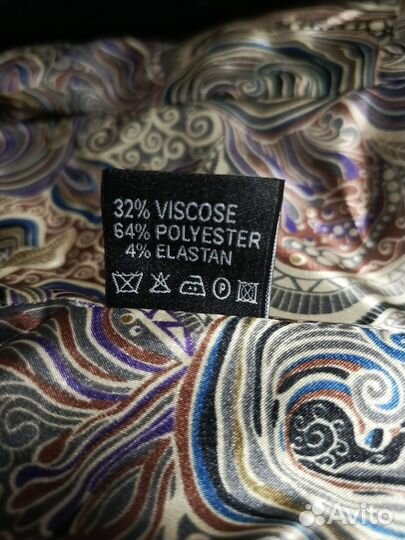 32% VISCOSE
64% POLYESTER
4% ELASTAN
P
Avito